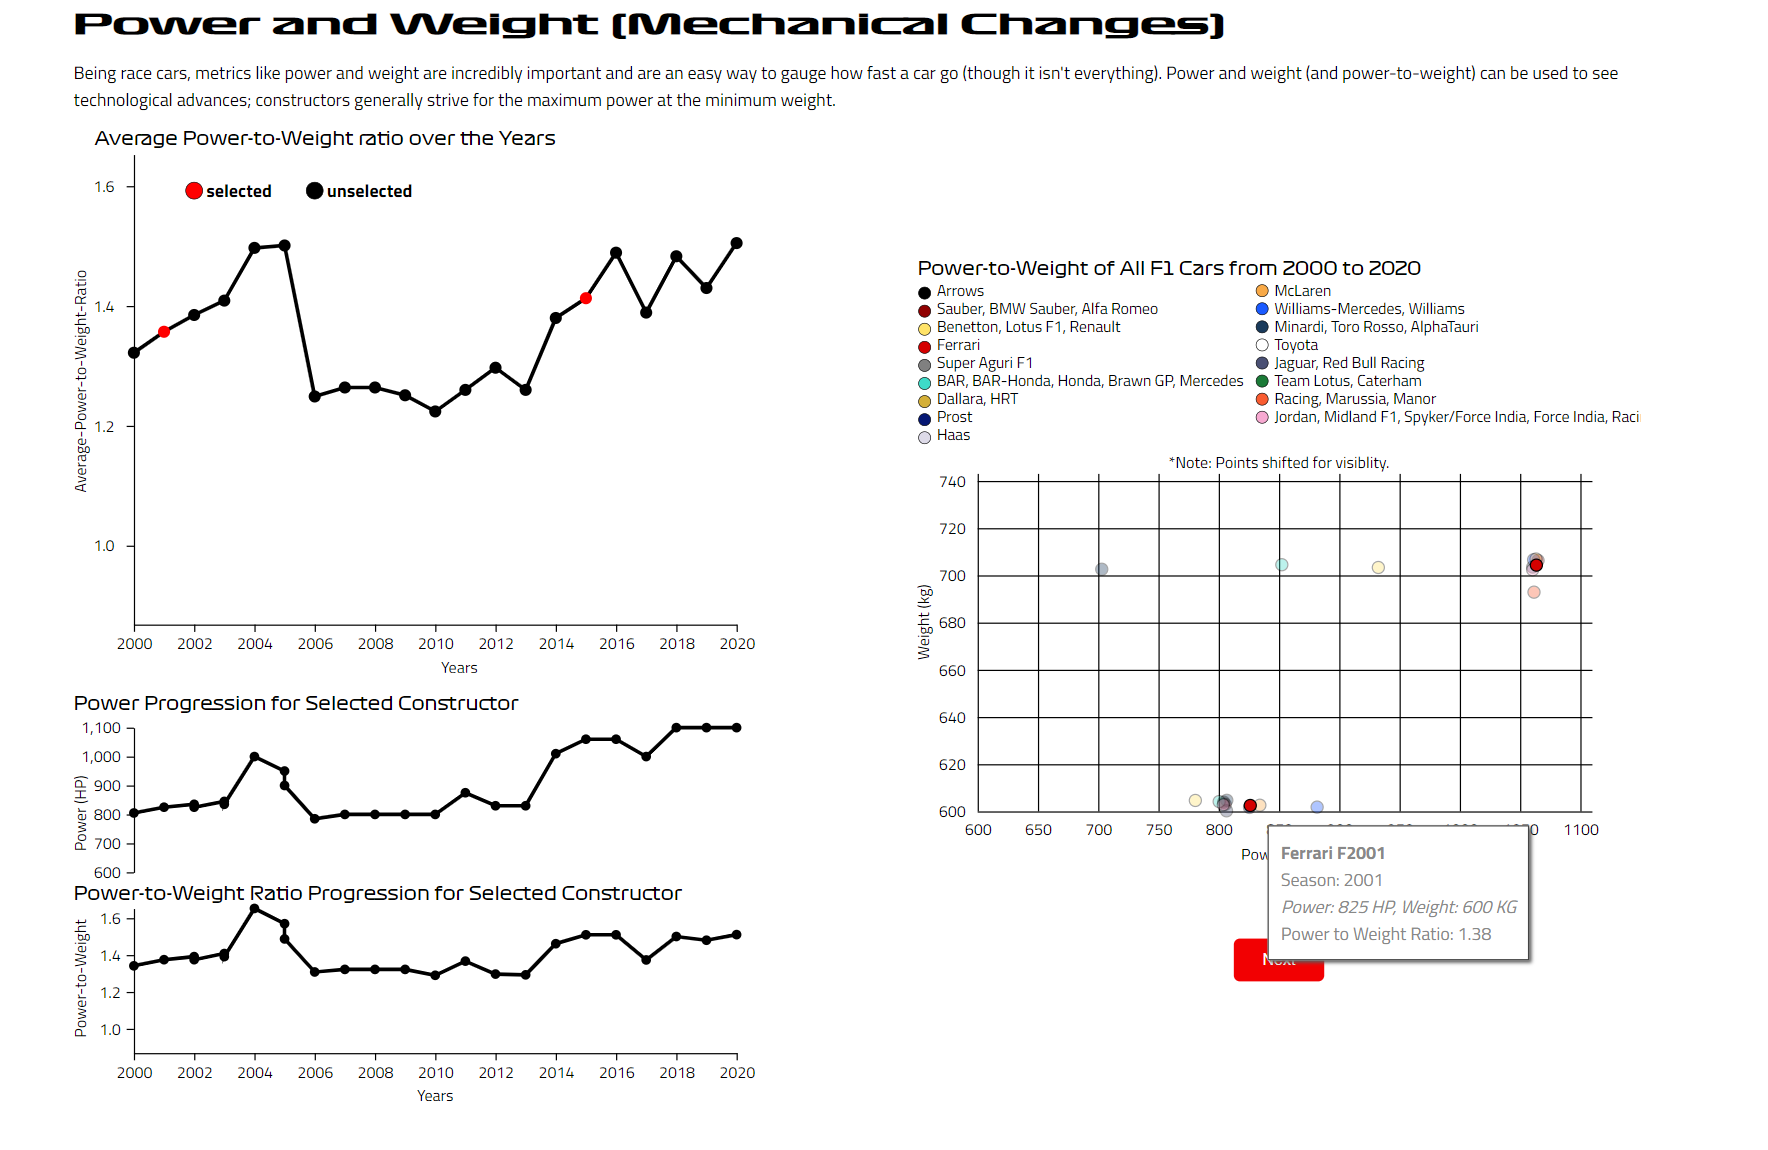 Power and Weight (Mechanical Changes)
Being race cars, metrics like power and weight are incredibly important and are an easy way to gauge how fast a car go (though it isn't everything). Power and weight (and power-to-weight) can be used to see
technological advances; constructors generally strive for the maximum power at the minimum weight.
Average Power-to-Weight ratio over the Years
selected
unselected
1.6
1.4
1.2
1.0
Average-Power-to-Weight-Ratio
2000 2002 2004 2006 2008 2010 2012 2014 2016 2018 2020
Years
Power Progression for Selected Constructor
1,100
1,000
900
800
700
600
Power (HP)
Power-to-Weight Ratio Progression for Selected Constructor
1.6
1.4
1.2
1.0
Power-to-Weight
2000 2002 2004 2006 2008 2010 2012 2014 2016 2018 2020
Years
Power-to-Weight of All F1 Cars from 2000 to 2020
Arrows
Sauber, BMW Sauber, Alfa Romeo
Benetton, Lotus F1, Renault
Ferrari
Super Aguri F1
BAR, BAR-Honda, Honda, Brawn GP, Mercedes
Dallara, HRT
Prost
Haas
McLaren
Williams-Mercedes, Williams
Minardi, Toro Rosso, AlphaTauri
Toyota
Jaguar, Red Bull Racing
Team Lotus, Caterham
Racing, Marussia, Manor
Jordan, Midland F1, Spyker/Force India, Force India, Raci
*Note: Points shifted for visiblity.
740
720
700
680
660
640
620
600
Weight (kg)
600 650 700 750 800 1100
Pow
Ferrari F2001
Season: 2001
Power: 825 HP, Weight: 600 KG
Power to Weight Ratio: 1.38
Next